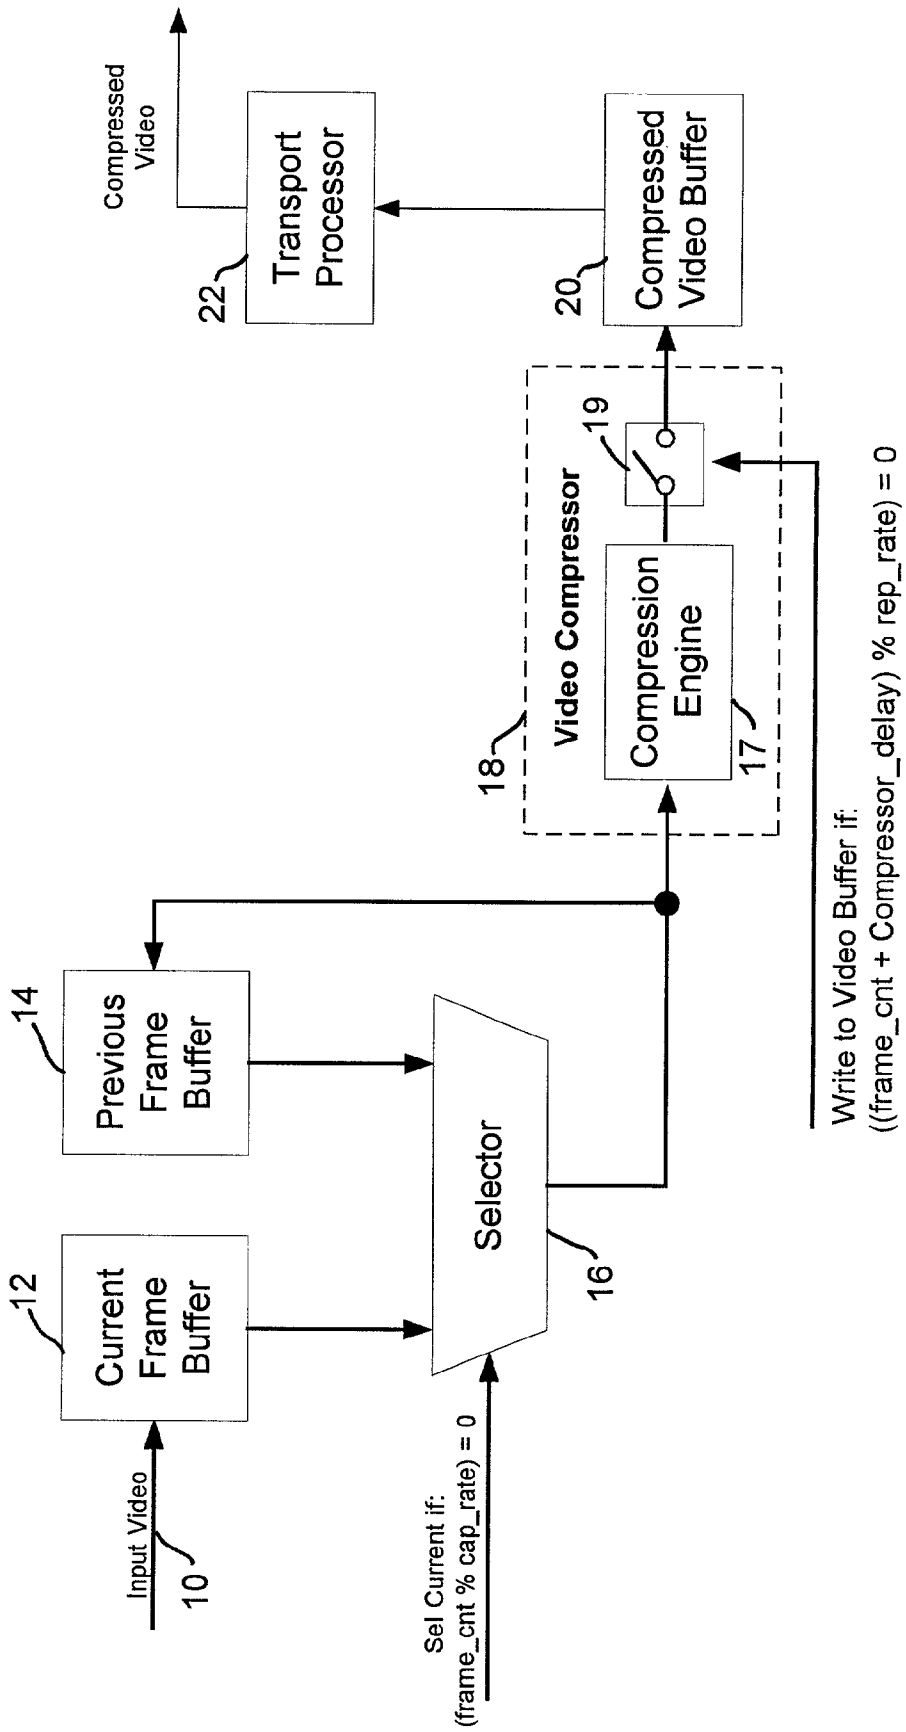 Input Video
10
12
Current
Frame
Buffer
14
Previous
Frame
Buffer
Sel Current if:
(frame_cnt % cap_rate) = 0
Selector
16
18
Video Compressor
Compression
Engine
17
19
Write to Video Buffer if:
((frame_cnt + Compressor_delay) % rep_rate) = 0
20
Compressed
Video Buffer
22
Transport
Processor
Compressed
Video